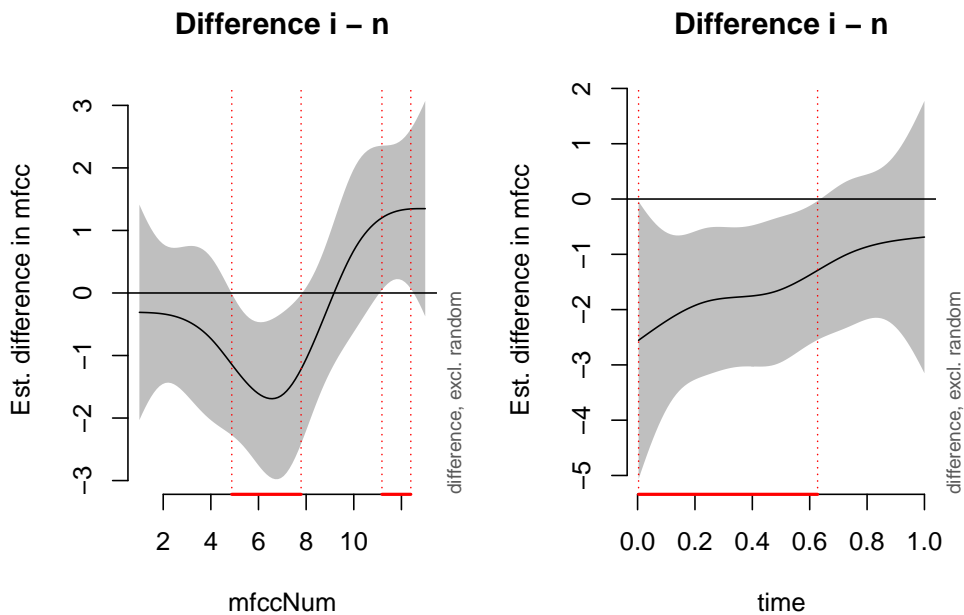 Difference i − n
3
2
1
0
−1
−2
−3
Est. difference in mfcc
2 4 6 8 10
mfccNum
difference, excl. random
Difference i − n
2
1
0
−1
−2
−3
−4
−5
Est. difference in mfcc
0.0 0.2 0.4 0.6 0.8 1.0
time
difference, excl. random